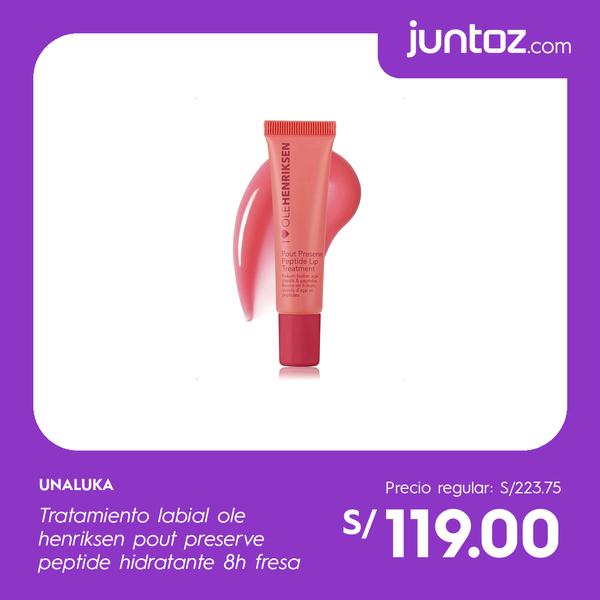 juntoz.com
I ♥ OLEHENRIKSEN
Pout Preserve
Peptide Lip
Treatment
UNALUKA
Tratamiento labial ole
henriksen pout preserve
peptide hidratante 8h fresa
Precio regular: S/223.75
S/119.00